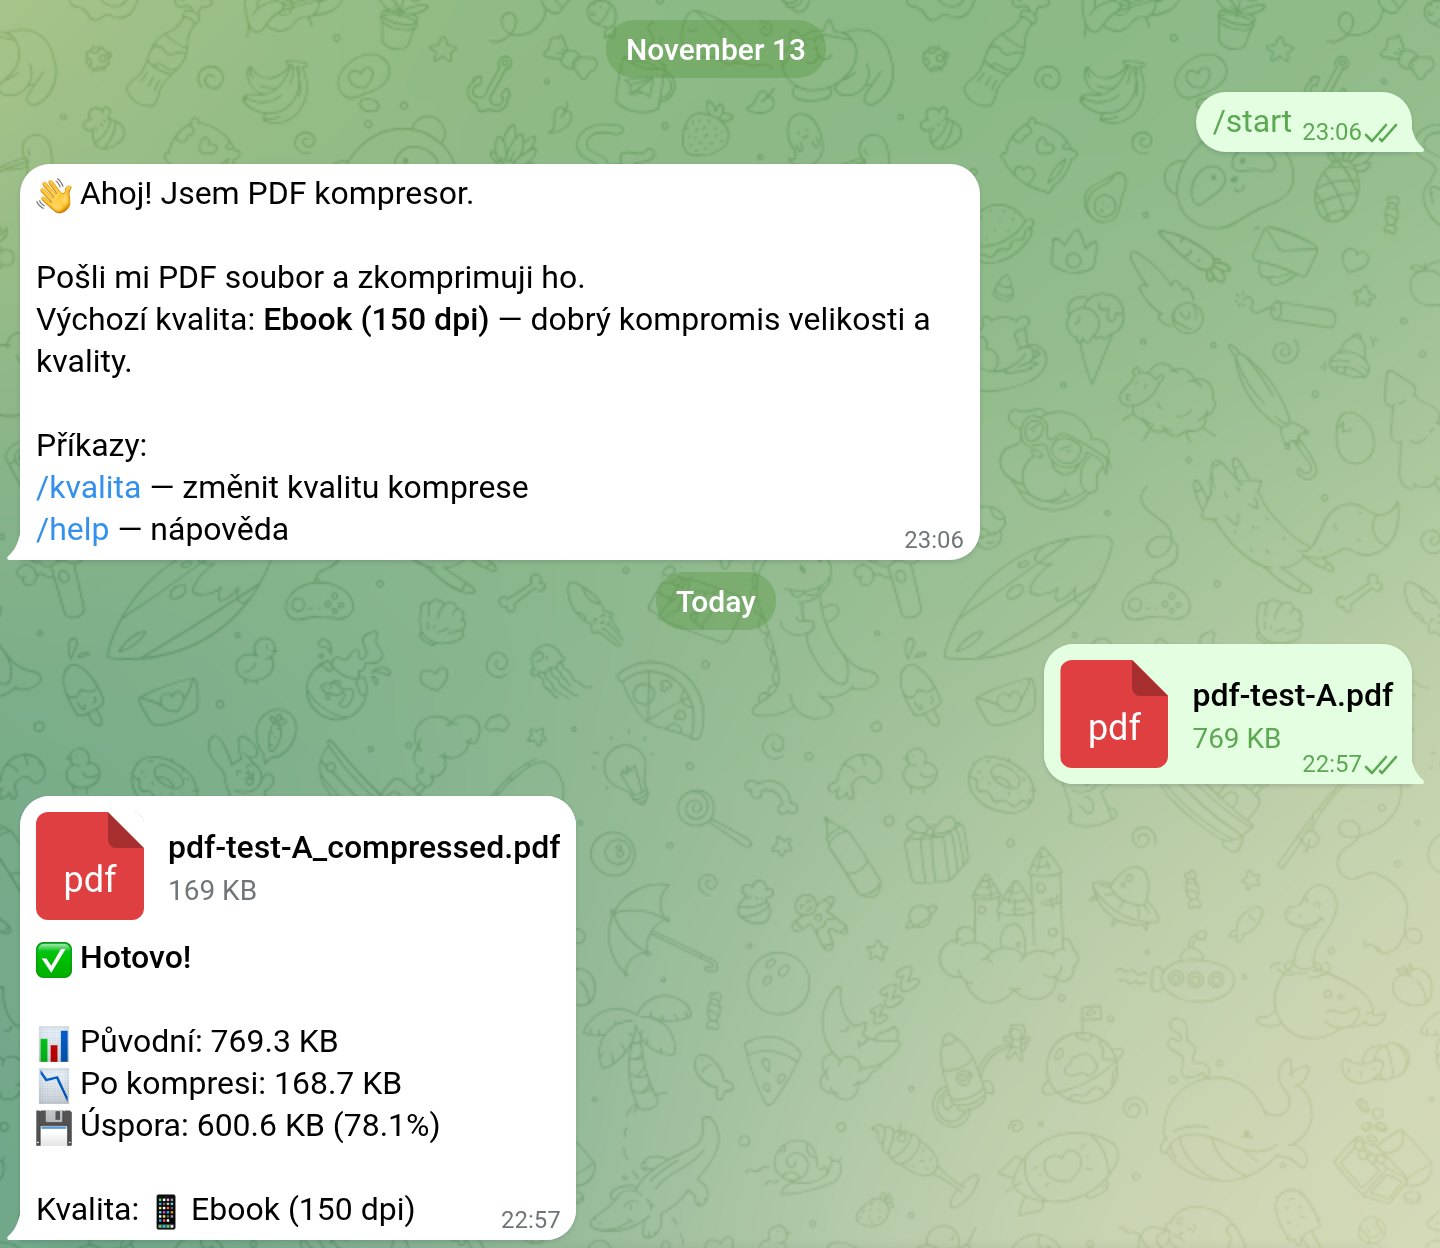 November 13
/start 23:06
👋 Ahoj! Jsem PDF kompresor.
Pošli mi PDF soubor a zkomprimuji ho.
Výchozí kvalita: Ebook (150 dpi) — dobrý kompromis velikosti a
kvality.
Příkazy:
/kvalita — změnit kvalitu komprese
/help — nápověda
23:06
Today
pdf
pdf-test-A.pdf
769 KB
22:57
pdf
pdf-test-A_compressed.pdf
169 KB
✅ Hotovo!
📊 Původní: 769.3 KB
📉 Po kompresi: 168.7 KB
💾 Úspora: 600.6 KB (78.1%)
Kvalita: 📱 Ebook (150 dpi)
22:57